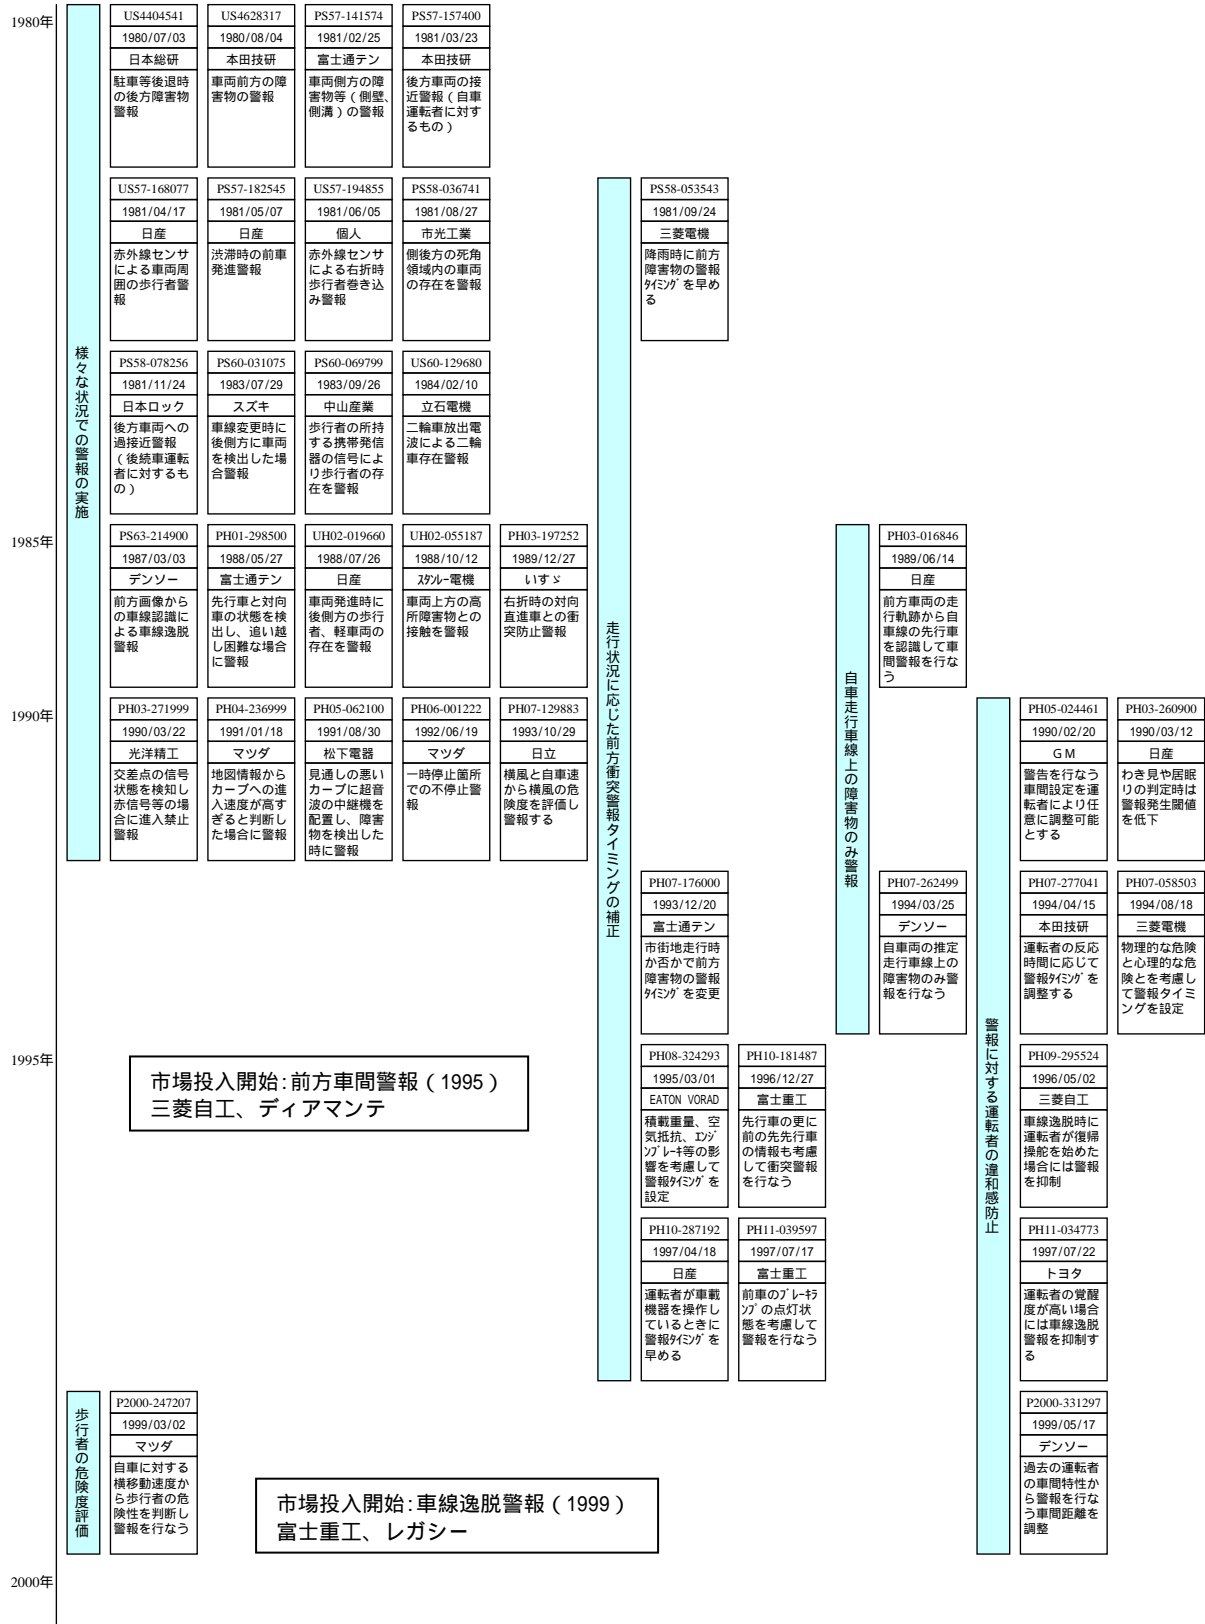 1980年
US4404541
1980/07/03
日本総研
駐車等後退時
の後方障害物
警報
US4628317
1980/08/04
本田技研
車両前方の障
害物の警報
PS57-141574
1981/02/25
富士通テン
車両側方の障
害物等（側壁、
側溝）の警報
PS57-157400
1981/03/23
本田技研
後方車両の接
近警報（自車
運転者に対す
るもの）
様々な状況での警報の実施
US57-168077
1981/04/17
日産
赤外線センサ
による車両周
囲の歩行者警
報
PS57-182545
1981/05/07
日産
渋滞時の前車
発進警報
US57-194855
1981/06/05
個人
赤外線センサ
による右折時
歩行者巻き込
み警報
PS58-036741
1981/08/27
市光工業
側後方の死角
領域内の車両
の存在を警報
走行状況に応じた前方衝突警報タイミングの補正
PS58-053543
1981/09/24
三菱電機
降雨時に前方
障害物の警報
ﾀｲﾐﾝｸﾞを早め
る
PS58-078256
1981/11/24
日本ロック
後方車両への
過接近警報
（後続車運転
者に対するも
の）
PS60-031075
1983/07/29
スズキ
車線変更時に
後側方に車両
を検出した場
合警報
PS60-069799
1983/09/26
中山産業
歩行者の所持
する携帯発信
器の信号によ
り歩行者の存
在を警報
US60-129680
1984/02/10
立石電機
二輪車放出電
波による二輪
車存在警報
1985年
PS63-214900
1987/03/03
デンソー
前方画像から
の車線認識に
よる車線逸脱
警報
PH01-298500
1988/05/27
富士通テン
先行車と対向
車の状態を検
出し、追い越
し困難な場合
に警報
UH02-019660
1988/07/26
日産
車両発進時に
後側方の歩行
者、軽車両の
存在を警報
UH02-055187
1988/10/12
ｽﾀﾝﾚｰ電機
車両上方の高
所障害物との
接触を警報
PH03-197252
1989/12/27
いすゞ
右折時の対向
直進車との衝
突防止警報
自車走行車線上の障害物のみ警報
PH03-016846
1989/06/14
日産
前方車両の走
行軌跡から自
車線の先行車
を認識して車
間警報を行な
う
1990年
PH03-271999
1990/03/22
光洋精工
交差点の信号
状態を検知し
赤信号等の場
合に進入禁止
警報
PH04-236999
1991/01/18
マツダ
地図情報から
カーブへの進
入速度が高す
ぎると判断し
た場合に警報
PH05-062100
1991/08/30
松下電器
見通しの悪い
カーブに超音
波の中継機を
配置し、障害
物を検出した
時に警報
PH06-001222
1992/06/19
マツダ
一時停止箇所
での不停止警
報
PH07-129883
1993/10/29
日立
横風と自車速
から横風の危
険度を評価し
警報する
警報に対する運転者の違和感防止
PH05-024461
1990/02/20
GM
警告を行なう
車間設定を運
転者により任
意に調整可能
とする
PH03-260900
1990/03/12
日産
わき見や居眠
りの判定時は
警報発生閾値
を低下
PH07-176000
1993/12/20
富士通テン
市街地走行時
か否かで前方
障害物の警報
ﾀｲﾐﾝｸﾞを変更
PH07-262499
1994/03/25
デンソー
自車両の推定
走行車線上の
障害物のみ警
報を行なう
PH07-277041
1994/04/15
本田技研
運転者の反応
時間に応じて
警報ﾀｲﾐﾝｸﾞを
調整する
PH07-058503
1994/08/18
三菱電機
物理的な危険
と心理的な危
険とを考慮し
て警報タイミ
ングを設定
1995年
市場投入開始:前方車間警報（1995）
三菱自工、ディアマンテ
PH08-324293
1995/03/01
EATON VORAD
積載重量、空
気抵抗、ｴﾝｼﾞ
ﾝﾌﾞﾚｰｷ等の影
響を考慮して
警報ﾀｲﾐﾝｸﾞを
設定
PH10-181487
1996/12/27
富士重工
先行車の更に
前の先先行車
の情報も考慮
して衝突警報
を行なう
PH09-295524
1996/05/02
三菱自工
車線逸脱時に
運転者が復帰
操舵を始めた
場合には警報
を抑制
PH10-287192
1997/04/18
日産
運転者が車載
機器を操作し
ているときに
警報ﾀｲﾐﾝｸﾞを
早める
PH11-039597
1997/07/17
富士重工
前車のﾌﾞﾚｰｷﾗ
ﾝﾌﾟの点灯状
態を考慮して
警報を行なう
PH11-034773
1997/07/22
トヨタ
運転者の覚醒
度が高い場合
には車線逸脱
警報を抑制す
る
歩行者の危険度評価
P2000-247207
1999/03/02
マツダ
自車に対する
横移動速度か
ら歩行者の危
険性を判断し
警報を行なう
市場投入開始:車線逸脱警報（1999）
富士重工、レガシー
P2000-331297
1999/05/17
デンソー
過去の運転者
の車間特性か
ら警報を行な
う車間距離を
調整
2000年